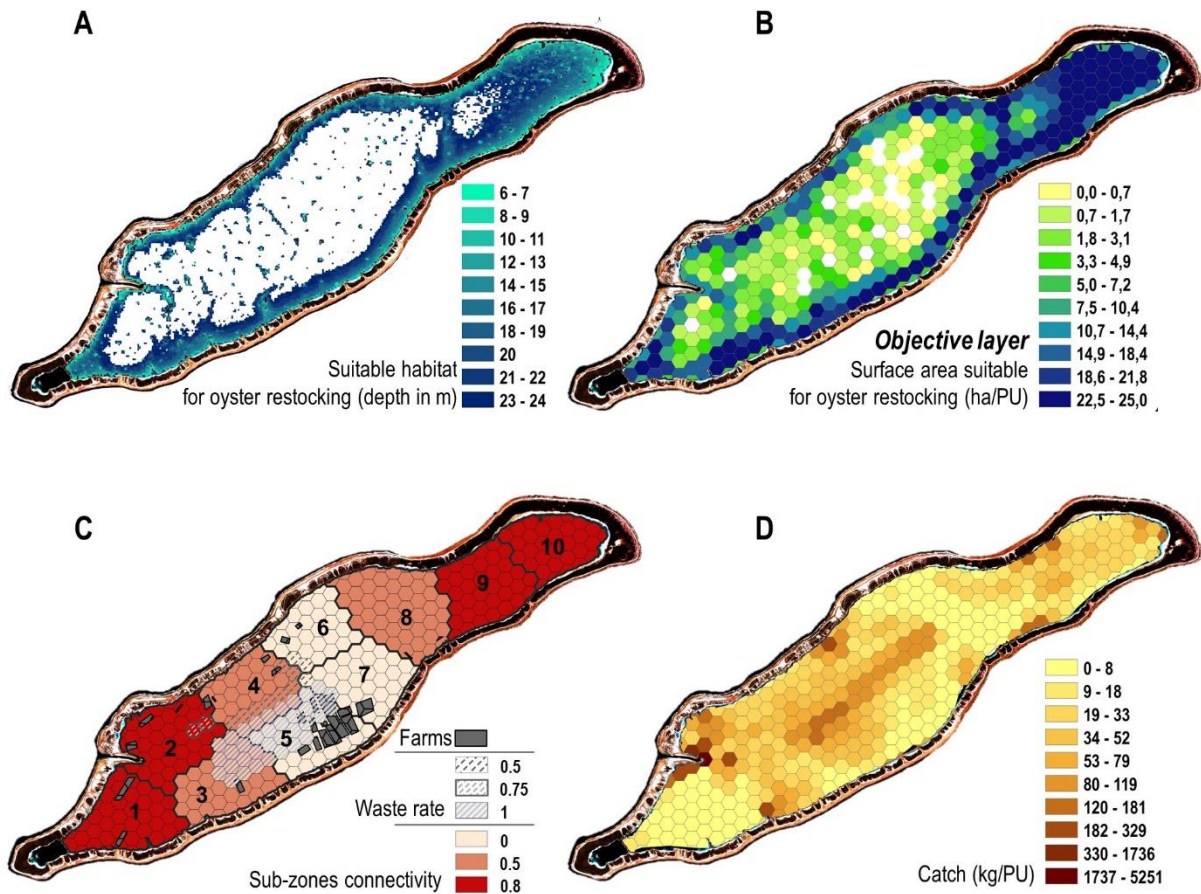 A
6 - 7
8 - 9
10 - 11
12 - 13
14 - 15
16 - 17
18 - 19
20
21 - 22
23 - 24
Suitable habitat
for oyster restocking (depth in m)
B
0,0 - 0,7
0,7 - 1,7
1,8 - 3,1
3,3 - 4,9
5,0 - 7,2
7,5 - 10,4
10,7 - 14,4
14,9 - 18,4
18,6 - 21,8
22,5 - 25,0
Objective layer
Surface area suitable
for oyster restocking (ha/PU)
C
10
9
8
6
7
4
5
2
3
1
Farms
0.5
0.75
Waste rate
1
0
0.5
Sub-zones connectivity
0.8
D
0 - 8
9 - 18
19 - 33
34 - 52
53 - 79
80 - 119
120 - 181
182 - 329
330 - 1736
1737 - 5251
Catch (kg/PU)